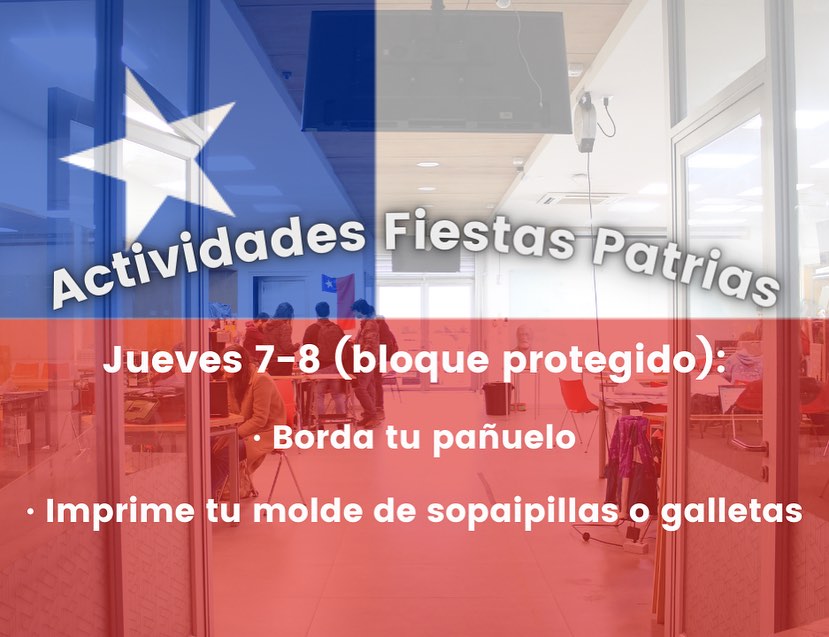 Actividades Fiestas Patrias
Jueves 7-8 (bloque protegido):
· Borda tu pañuelo
· Imprime tu molde de sopaipillas o galletas